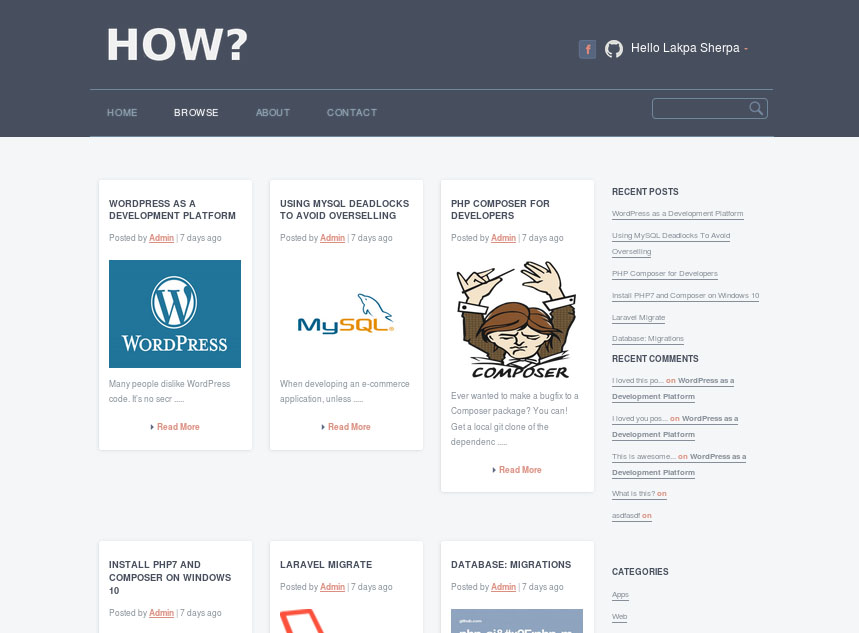 HOW?
Hello Lakpa Sherpa
HOME
BROWSE
ABOUT
CONTACT
WORDPRESS AS A
DEVELOPMENT PLATFORM
Posted by Admin | 7 days ago
WORDPRESS
Many people dislike WordPress
code. It's no secr .....
Read More
USING MYSQL DEADLOCKS
TO AVOID OVERSELLING
Posted by Admin | 7 days ago
MySQL®
When developing an e-commerce
application, unless .....
Read More
PHP COMPOSER FOR
DEVELOPERS
Posted by Admin | 7 days ago
COMPOSER
Ever wanted to make a bugfix to a
Composer package? You can!
Get a local git clone of the
dependenc .....
Read More
INSTALL PHP7 AND
COMPOSER ON WINDOWS
10
Posted by Admin | 7 days ago
LARAVEL MIGRATE
Posted by Admin | 7 days ago
DATABASE: MIGRATIONS
Posted by Admin | 7 days ago
github.com
RECENT POSTS
WordPress as a Development Platform
Using MySQL Deadlocks To Avoid
Overselling
PHP Composer for Developers
Install PHP7 and Composer on Windows 10
Laravel Migrate
Database: Migrations
RECENT COMMENTS
I loved this po... on WordPress as a
Development Platform
I loved you pos... on WordPress as a
Development Platform
This is awesome... on WordPress as a
Development Platform
What is this? on
asdfasdf on
CATEGORIES
Apps
Web